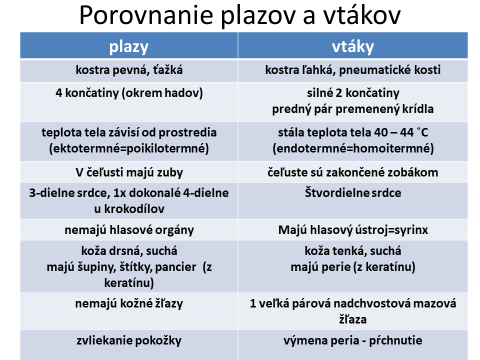 Porovnanie plazov a vtákov
plazy
vtáky
kostra pevná, ťažká
kostra ľahká, pneumatické kosti
4 končatiny (okrem hadov)
silné 2 končatiny
predný pár premenený krídla
teplota tela závisí od prostredia
(ektotermné=poikilotermné)
stála teplota tela 40 – 44 ˚C
(endotermné=homoitermné)
V čeľusti majú zuby
čeľuste sú zakončené zobákom
3-dielne srdce, 1x dokonalé 4-dielne
u krokodílov
Štvordielne srdce
nemajú hlasové orgány
Majú hlasový ústroj=syrinx
koža drsná, suchá
majú šupiny, štítky, pancier (z
keratínu)
koža tenká, suchá
majú perie (z keratínu)
nemajú kožné žľazy
1 veľká párová nadchvostová mazová
žľaza
zvliekanie pokožky
výmena peria - pŕchnutie